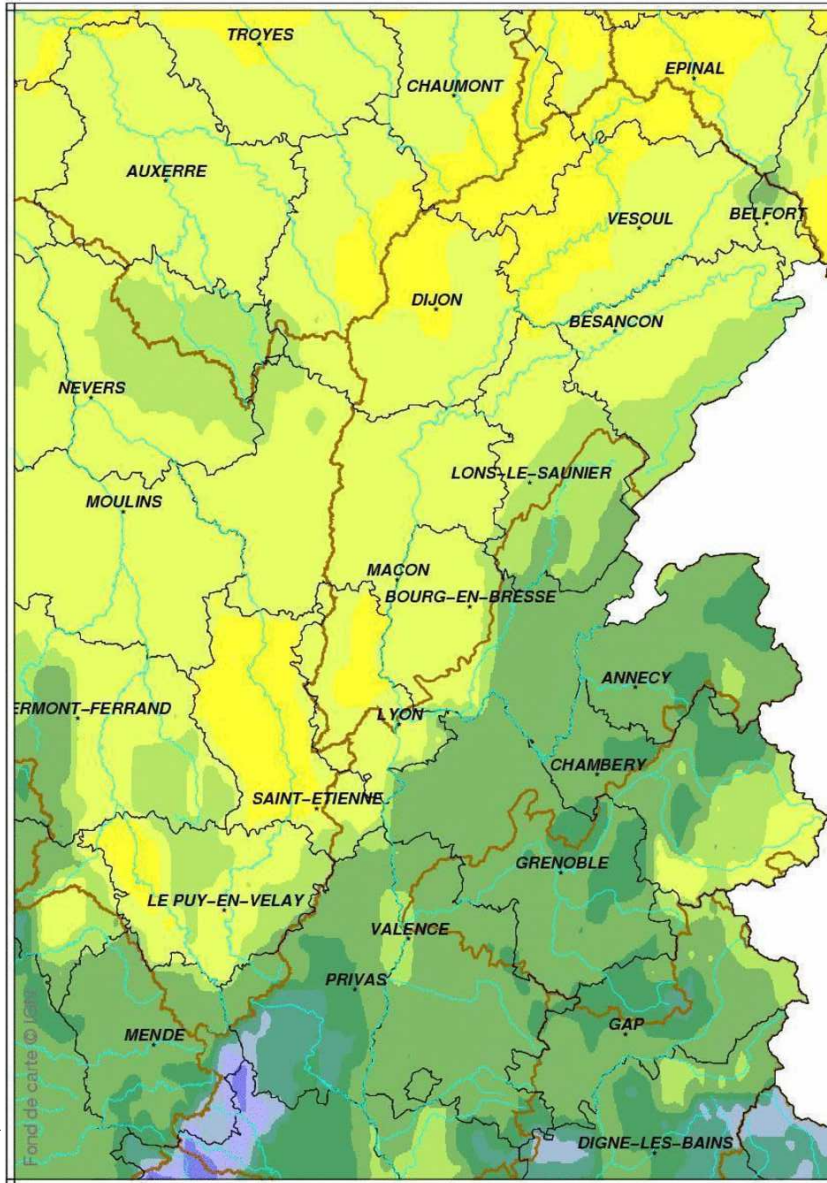 TROYES
EPINAL
CHAUMONT
AUXERRE
VESOUL
BELFORT
DIJON
BESANCON
NEVERS
LONS-LE-SAUNIER
MOULINS
MACON
BOURG-EN-BRESSE
ANNECY
ERMONT-FERRAND
LYON
CHAMBERY
SAINT-ETIENNE
GRENOBLE
LE PUY-EN-VELAY
VALENCE
PRIVAS
GAP
MENDE
DIGNE-LES-BAINS
Fond de carte © IGN